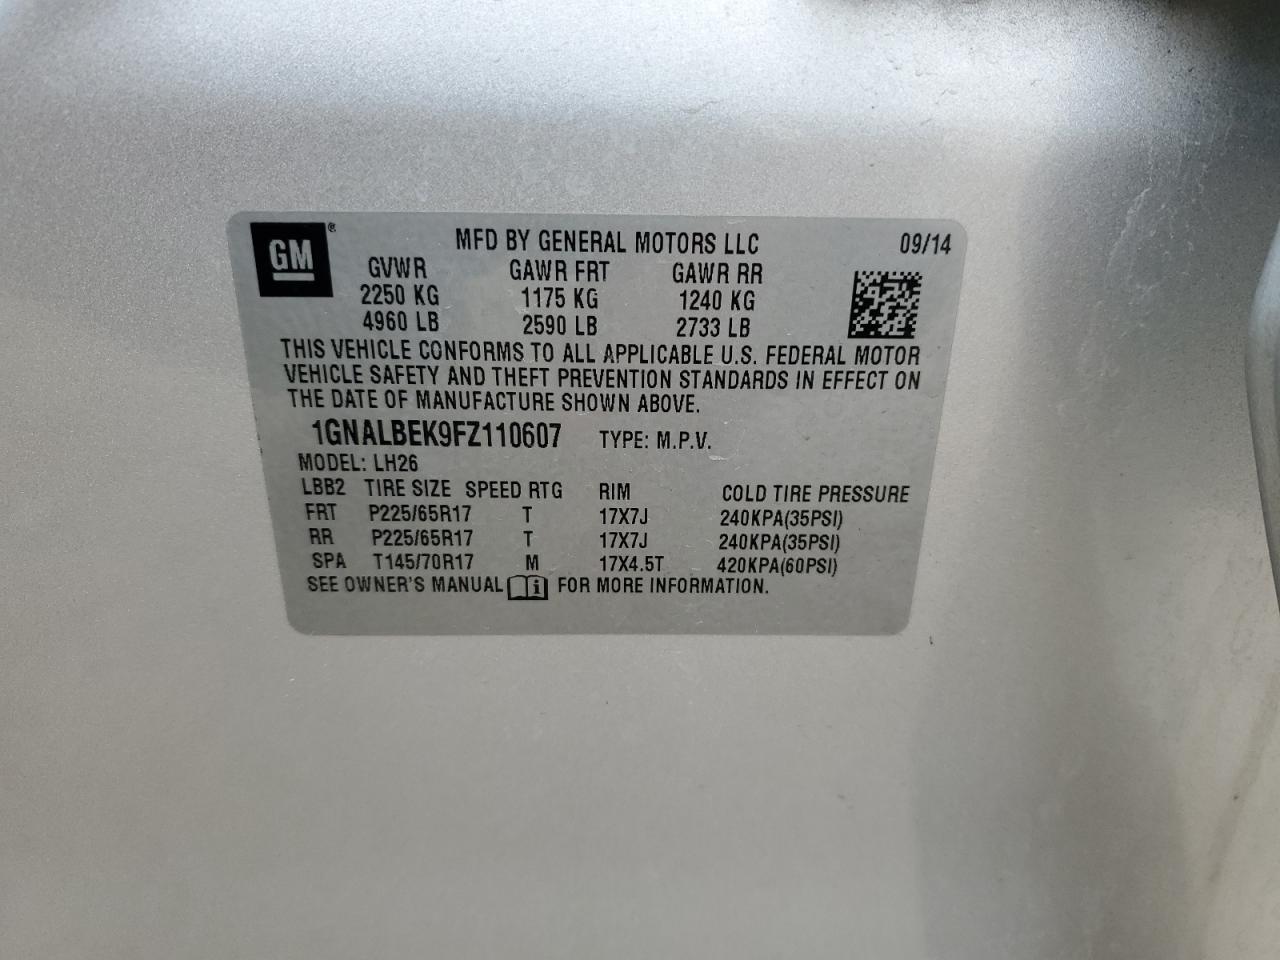 GM ® MFD BY GENERAL MOTORS LLC 09/14
GVWR GAWR FRT GAWR RR
2250 KG 1175 KG 1240 KG
4960 LB 2590 LB 2733 LB
THIS VEHICLE CONFORMS TO ALL APPLICABLE U.S. FEDERAL MOTOR
VEHICLE SAFETY AND THEFT PREVENTION STANDARDS IN EFFECT ON
THE DATE OF MANUFACTURE SHOWN ABOVE.
1GNALBEK9FZ110607 TYPE: M.P.V.
MODEL: LH26
LBB2 TIRE SIZE SPEED RTG RIM COLD TIRE PRESSURE
FRT P225/65R17 T 17X7J 240KPA(35PSI)
RR P225/65R17 T 17X7J 240KPA(35PSI)
SPA T145/70R17 M 17X4.5T 420KPA(60PSI)
SEE OWNER'S MANUAL i FOR MORE INFORMATION.